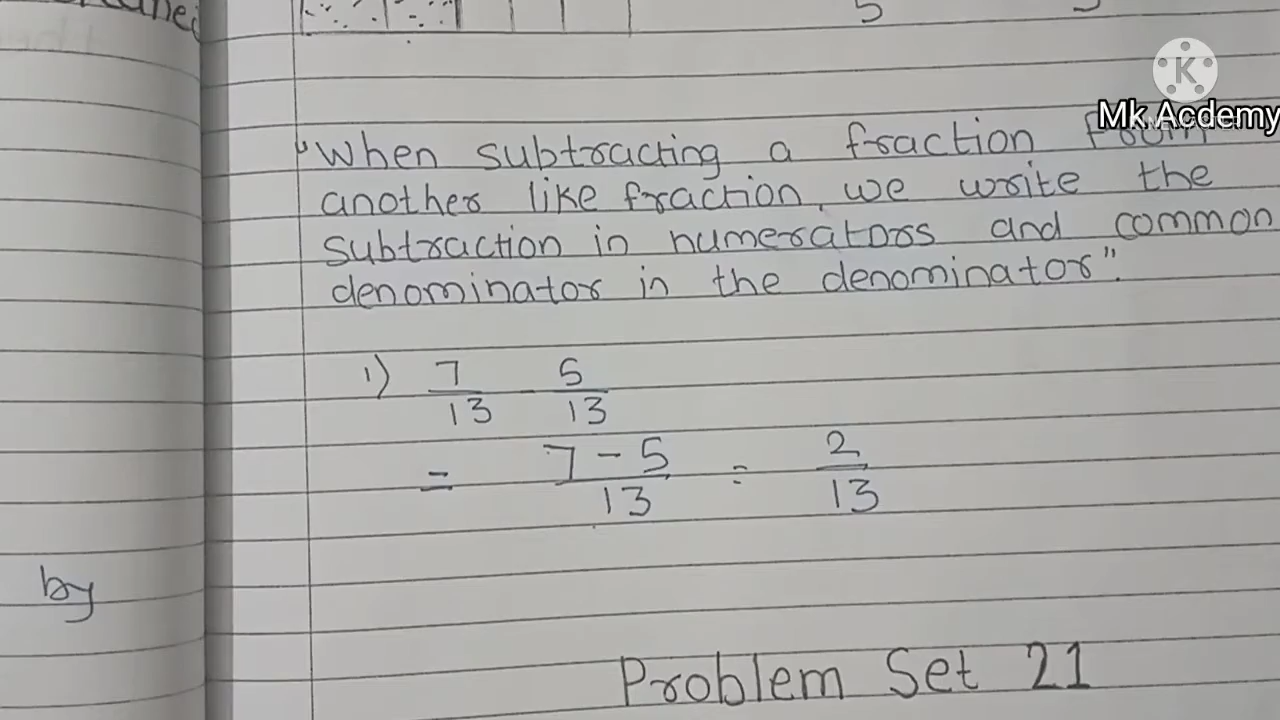 5
K
Mk Acdemy
"When subtracting a fraction from
another like fraction, we write the
subtraction in numerators and common
denominator in the denominator".
1) 7/13 - 5/13
= 7 - 5/13 = 2/13
by
Problem Set 21